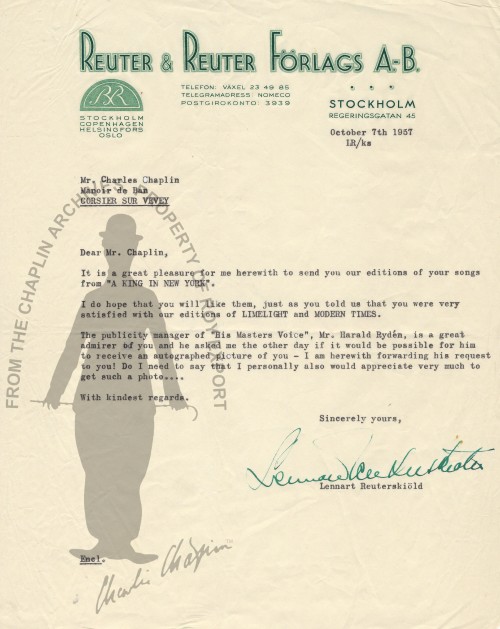 REUTER & REUTER FÖRLAGS A-B.
RR
STOCKHOLM
COPENHAGEN
HELSINGFORS
OSLO
TELEFON: VÄXEL 23 49 85
TELEGRAMADRESS: NOMECO
POSTGIROKONTO: 3939
STOCKHOLM
REGERINGSGATAN 45
October 7th 1957
LR/ks
Mr. Charles Chaplin
Manoir de Ban
CORSIER SUR VEVEY
Dear Mr. Chaplin,
It is a great pleasure for me herewith to send you our editions of your songs
from "A KING IN NEW YORK".
I do hope that you will like them, just as you told us that you were very
satisfied with our editions of LIMELIGHT and MODERN TIMES.
The publicity manager of "His Masters Voice", Mr. Harald Rydén, is a great
admirer of you and he asked me the other day if it would be possible for him
to receive an autographed picture of you - I am herewith forwarding his request
to you! Do I need to say that I personally also would appreciate very much to
get such a photo....
With kindest regards.
Sincerely yours,
Lennart Reuterskiöld
Lennart Reuterskiöld
Encl.
FROM THE CHAPLIN ARCHIVES PROPERTY OF ROY EXPORT
Charlie Chaplin™